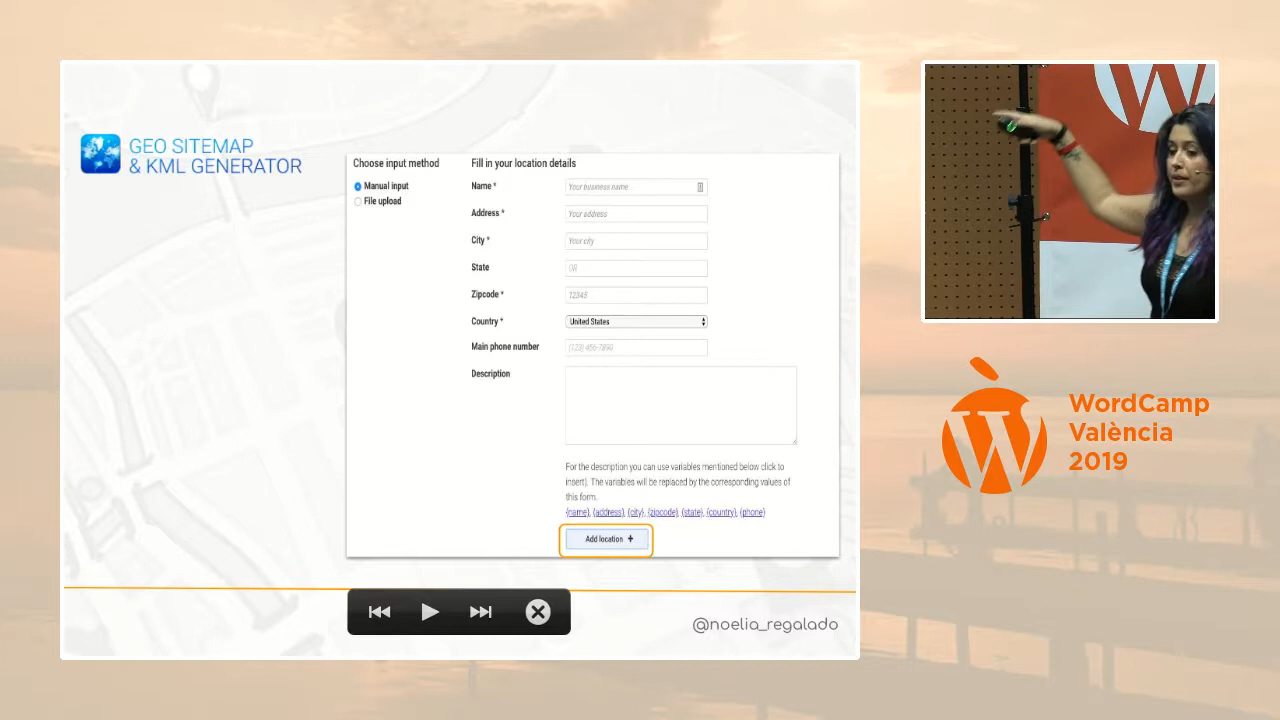 GEO SITEMAP
& KML GENERATOR
Choose input method
Manual input
File upload
Fill in your location details
Name *
Your business name
Address *
Your address
City *
Your city
State
OR
Zipcode *
12345
Country *
United States
Main phone number
(123) 456-7890
Description
For the description you can use variables mentioned below click to
insert). The variables will be replaced by the corresponding values of
this form.
{name}, {address}, {city}, {zipcode}, {state}, {country}, {phone}
Add location +
@noelia_regalado
WordCamp
València
2019